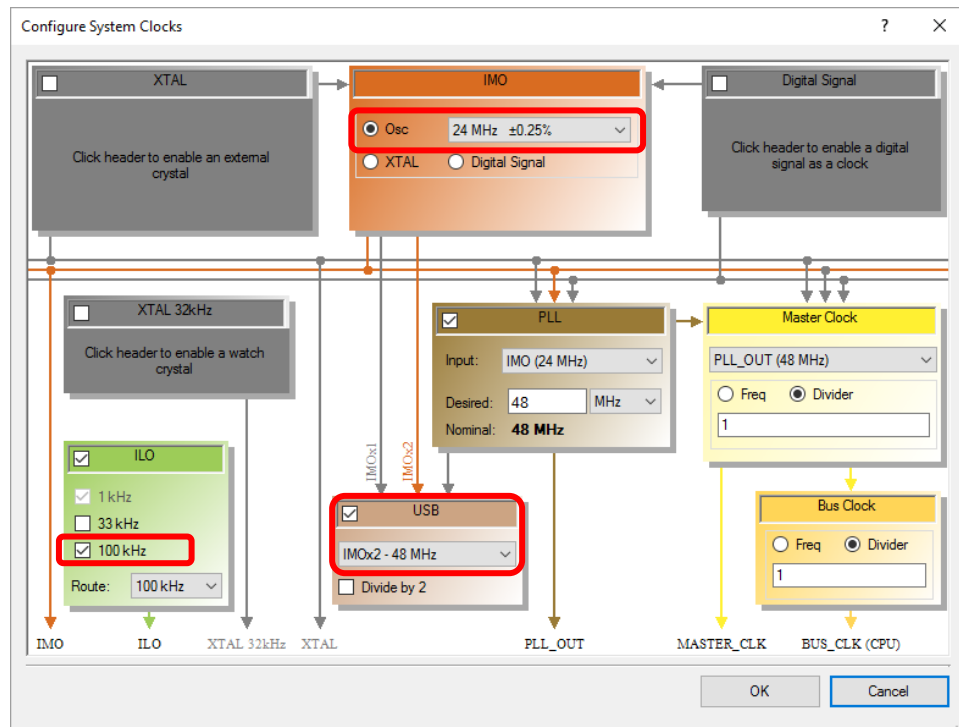 Configure System Clocks
?
XTAL
IMO
Digital Signal
Osc
24 MHz ±0.25%
XTAL
Digital Signal
Click header to enable an external
crystal
Click header to enable a digital
signal as a clock
XTAL 32kHz
Click header to enable a watch
crystal
PLL
Input:
IMO (24 MHz)
Desired:
48
MHz
Nominal:
48 MHz
Master Clock
PLL_OUT (48 MHz)
Freq
Divider
1
ILO
1 kHz
33 kHz
100 kHz
Route:
100 kHz
IMOx1
IMOx2
USB
IMOx2 - 48 MHz
Divide by 2
Bus Clock
Freq
Divider
1
IMO
ILO
XTAL 32kHz
XTAL
PLL_OUT
MASTER_CLK
BUS_CLK (CPU)
OK
Cancel